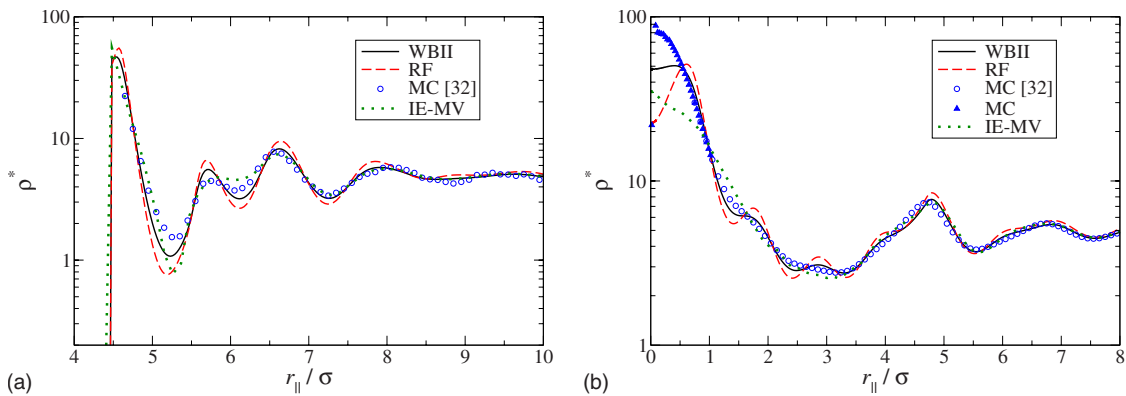 100
10
1
ρ*
WBII
RF
MC [32]
IE-MV
4 5 6 7 8 9 10
r|| / σ
(a)
100
10
1
ρ*
WBII
RF
MC [32]
MC
IE-MV
0 1 2 3 4 5 6 7 8
r|| / σ
(b)